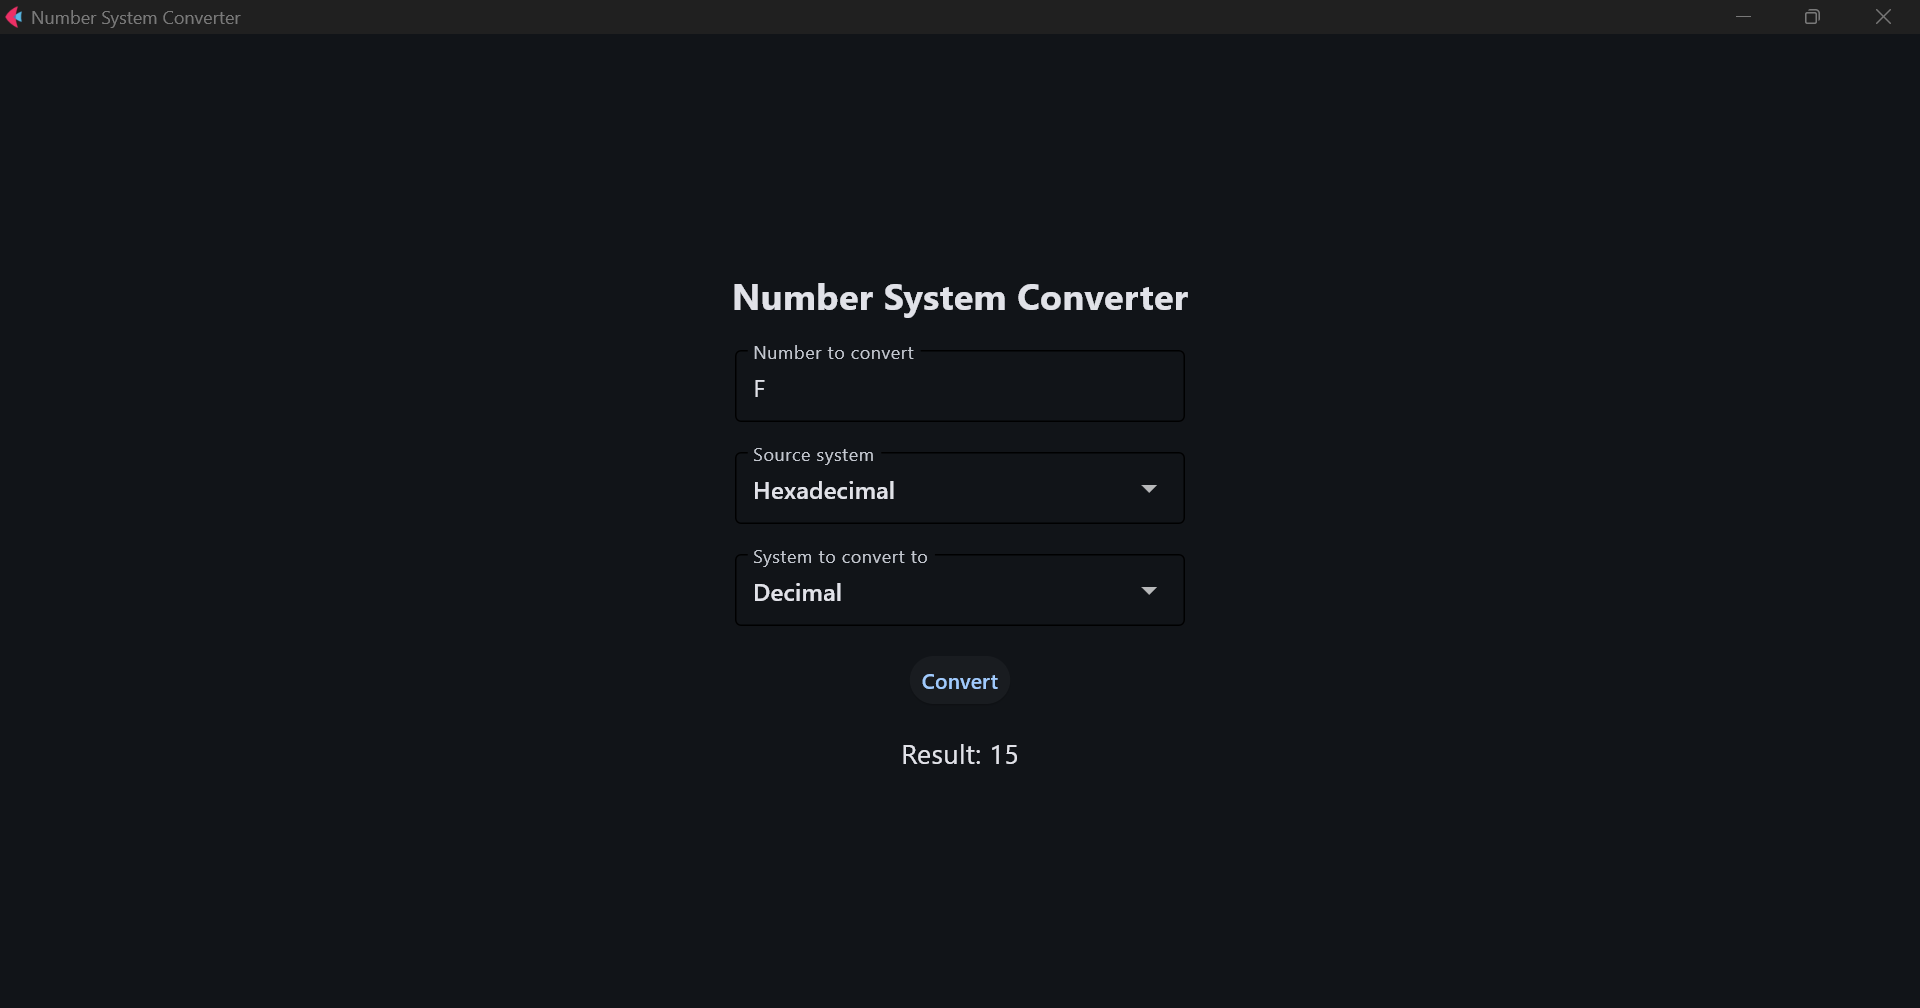 Number System Converter
Number System Converter
Number to convert
F
Source system
Hexadecimal
System to convert to
Decimal
Convert
Result: 15